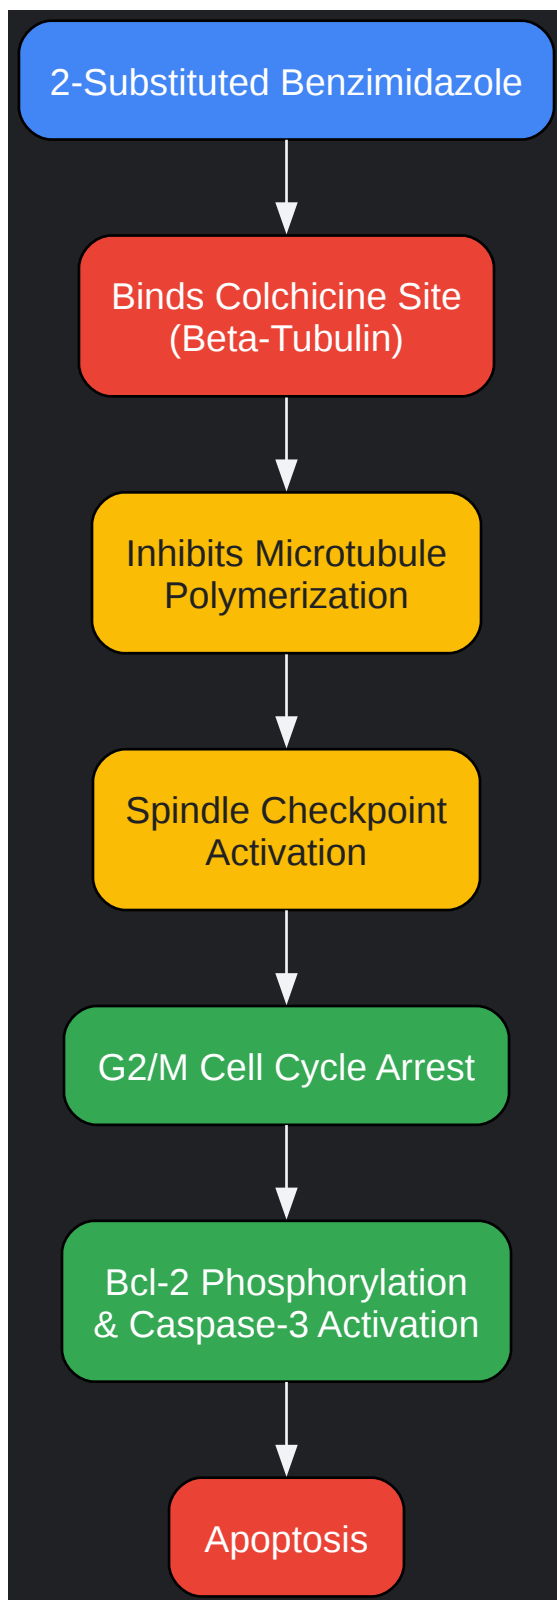 2-Substituted Benzimidazole
Binds Colchicine Site
(Beta-Tubulin)
Inhibits Microtubule
Polymerization
Spindle Checkpoint
Activation
G2/M Cell Cycle Arrest
Bcl-2 Phosphorylation
& Caspase-3 Activation
Apoptosis